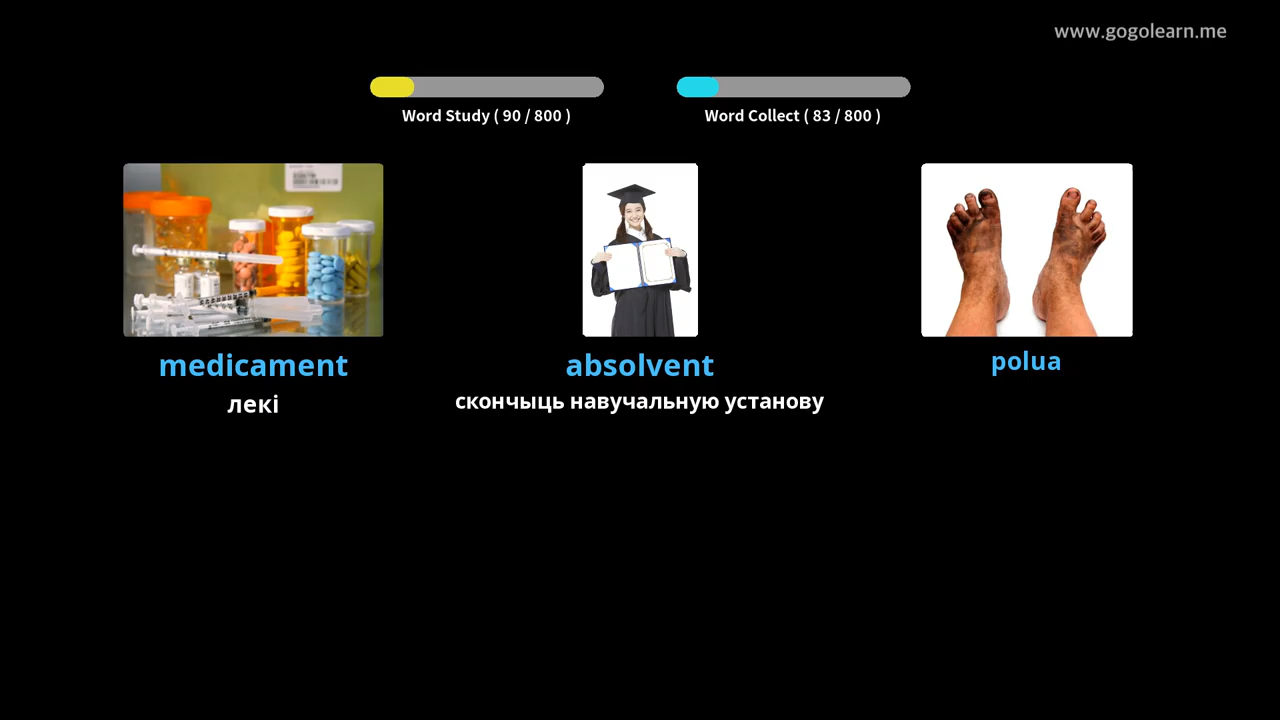 www.gogolearn.me
Word Study ( 90 / 800 )
Word Collect ( 83 / 800 )
medicament
absolvent
polua
лекі
скончыць навучальную установу